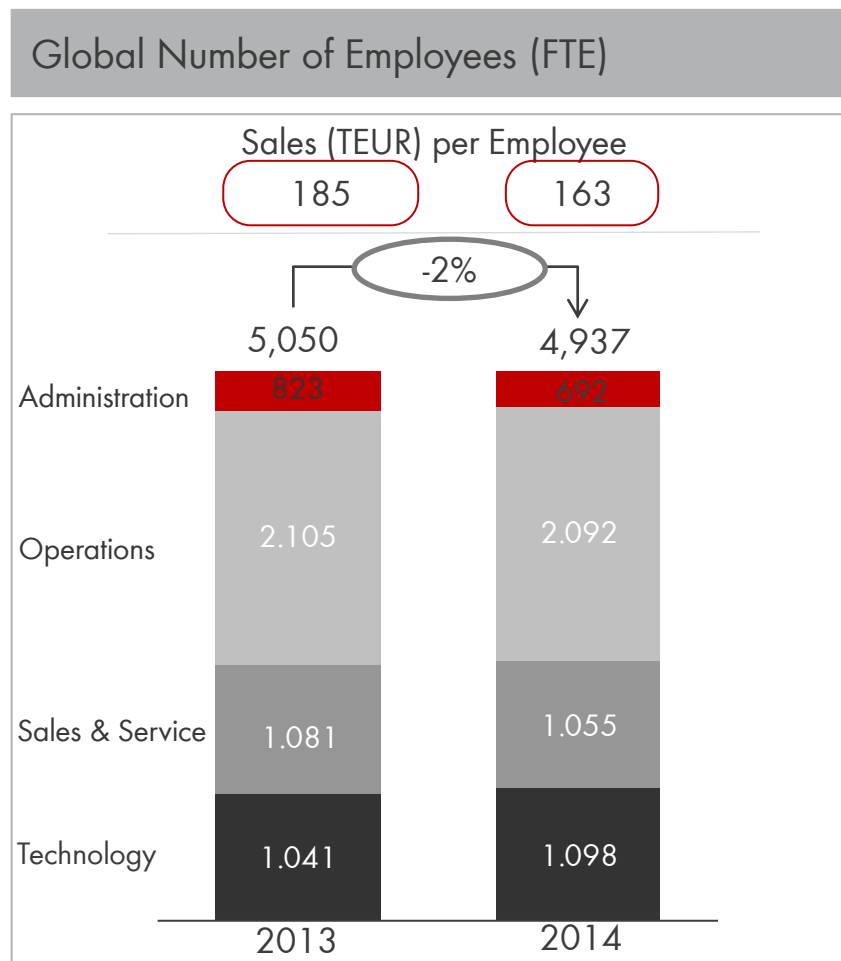 Global Number of Employees (FTE)
Sales (TEUR) per Employee
185 163
-2%
5,050 4,937
Administration 823 692
Operations 2.105 2.092
Sales & Service 1.081 1.055
Technology 1.041 1.098
2013 2014